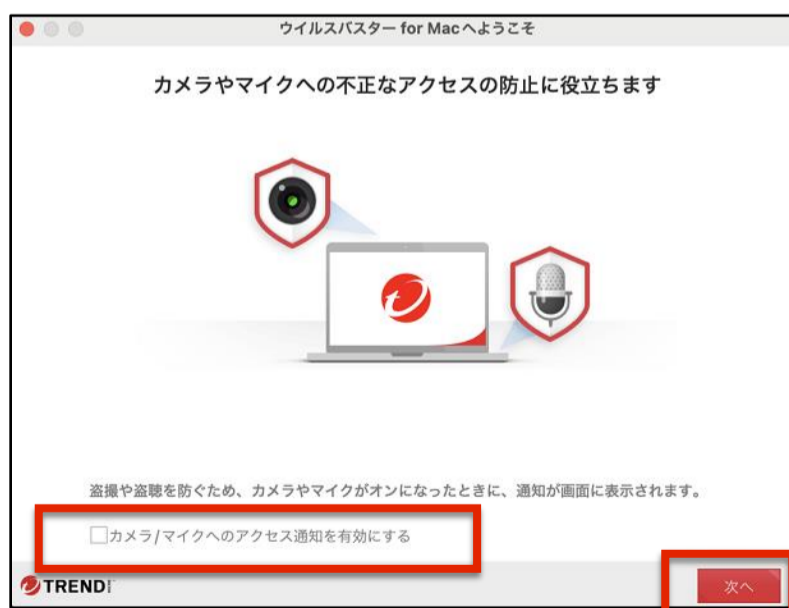 ウイルスバスター for Macへようこそ
カメラやマイクへの不正なアクセスの防止に役立ちます
盗撮や盗聴を防ぐため、カメラやマイクがオンになったときに、通知が画面に表示されます。
カメラ/マイクへのアクセス通知を有効にする
TREND
次へ